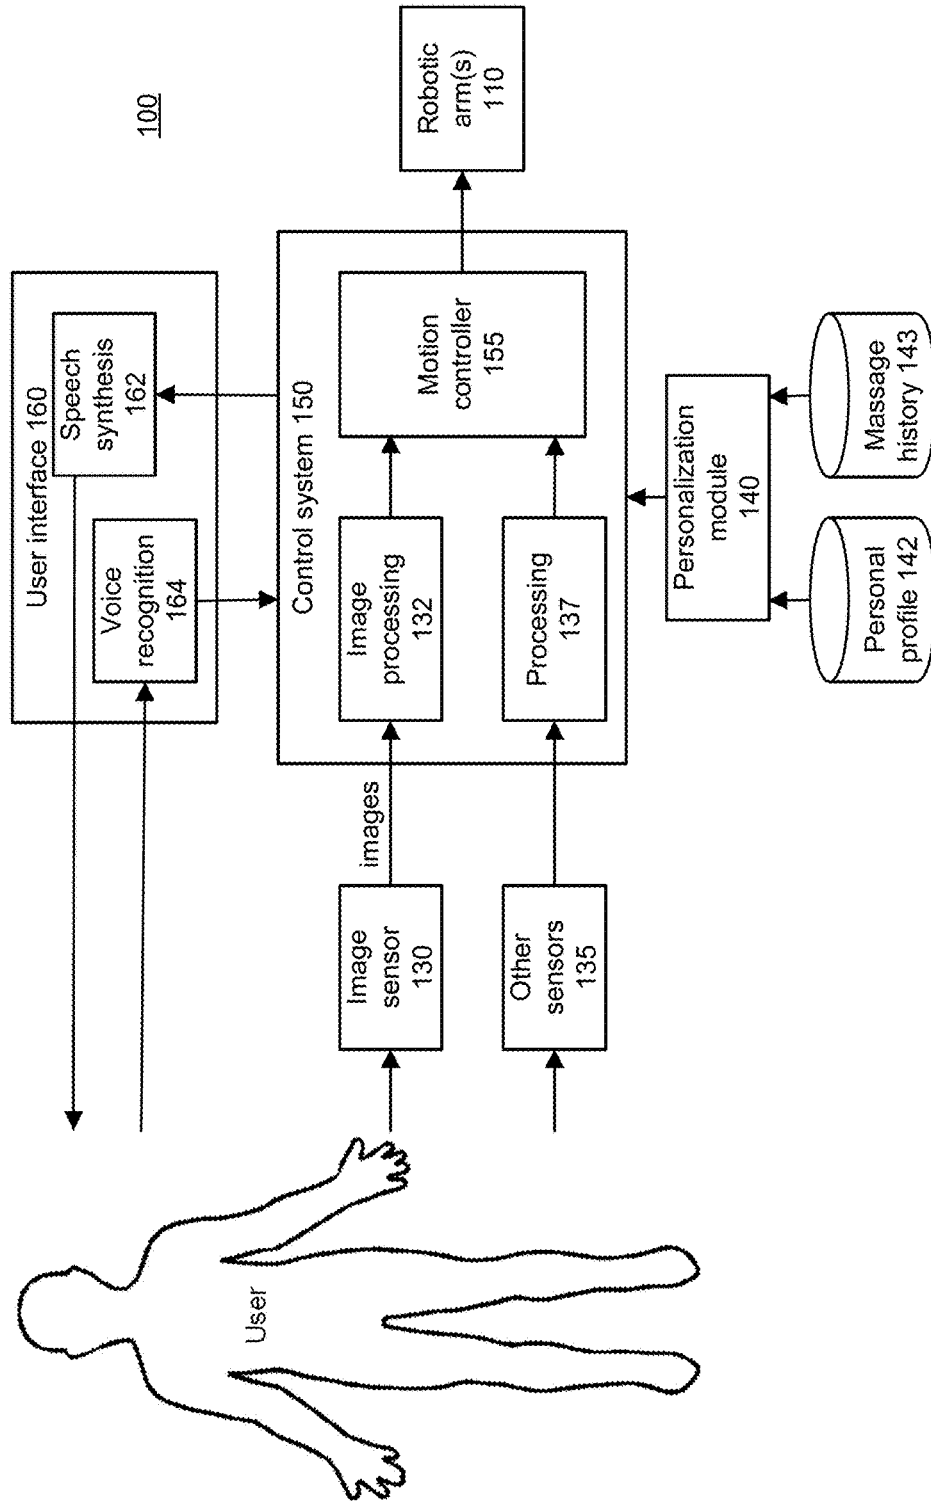 100
User interface 160
Voice
recognition
164
Speech
synthesis
162
User
Image
sensor
130
images
Control system 150
Image
processing
132
Motion
controller
155
Robotic
arm(s)
110
Other
sensors
135
Processing
137
Personalization
module
140
Personal
profile 142
Massage
history 143